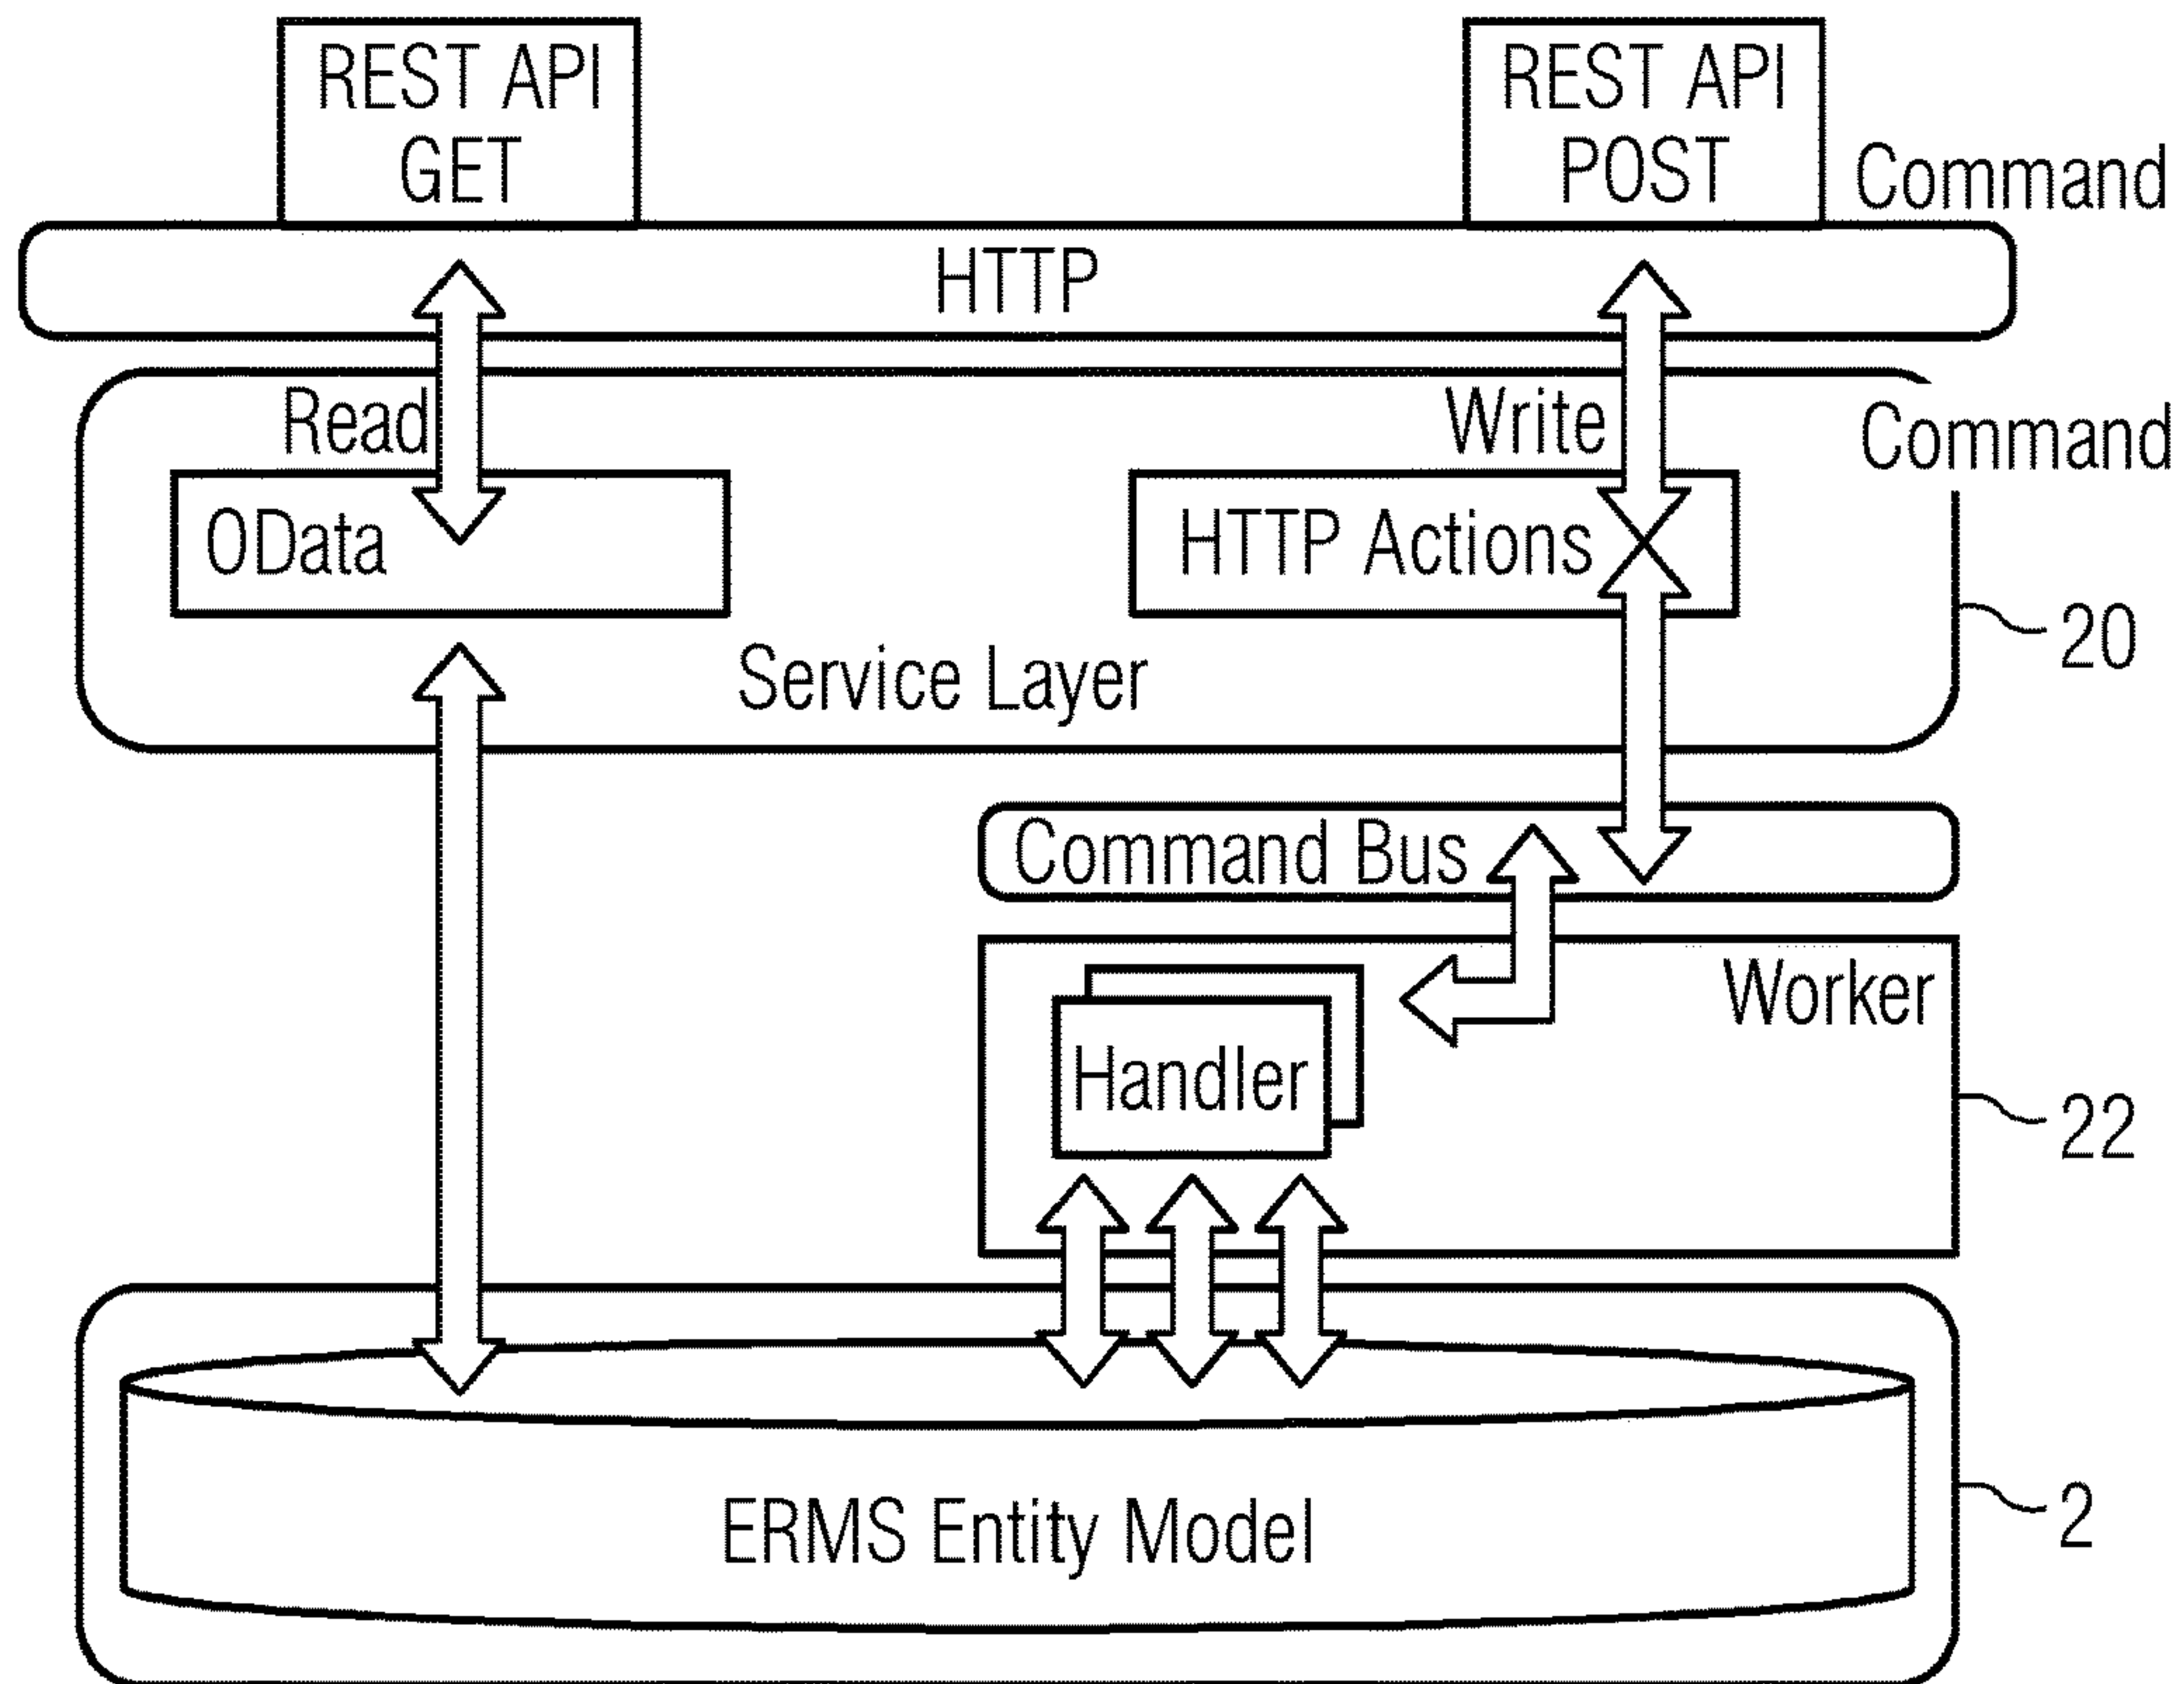 REST API
GET
REST API
POST
Command
HTTP
Read
Write
Command
OData
HTTP Actions
20
Service Layer
Command Bus
Worker
Handler
22
ERMS Entity Model
2